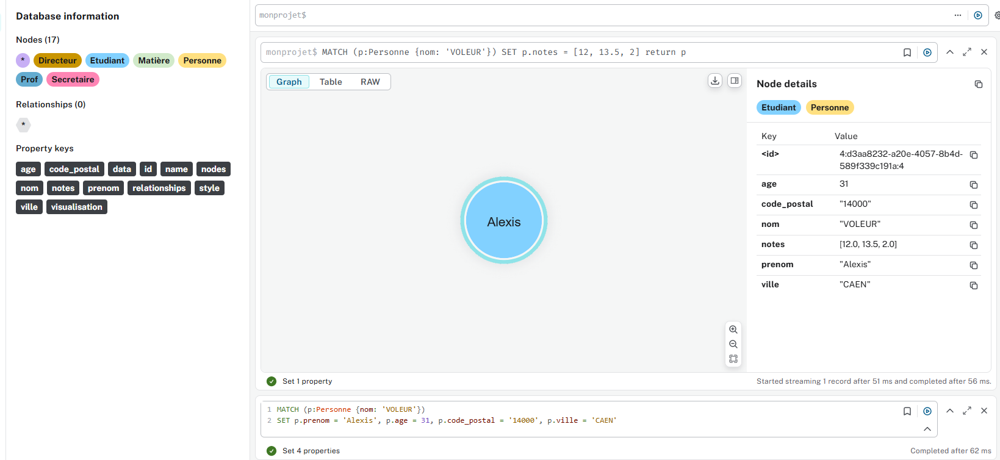 Database information
Nodes (17)
* Directeur Etudiant Matière Personne
Prof Secretaire
Relationships (0)
*
Property keys
age code_postal data id name nodes
nom notes prenom relationships style
ville visualisation
monprojet$
monprojet$ MATCH (p:Personne {nom: 'VOLEUR'}) SET p.notes = [12, 13.5, 2] return p
Graph Table RAW
Alexis
Node details
Etudiant Personne
Key Value
<id> 4:d3aa8232-a20e-4057-8b4d-
589f339c191a:4
age 31
code_postal "14000"
nom "VOLEUR"
notes [12.0, 13.5, 2.0]
prenom "Alexis"
ville "CAEN"
Set 1 property
Started streaming 1 record after 51 ms and completed after 56 ms.
1 MATCH (p:Personne {nom: 'VOLEUR'})
2 SET p.prenom = 'Alexis', p.age = 31, p.code_postal = '14000', p.ville = 'CAEN'
Set 4 properties
Completed after 62 ms